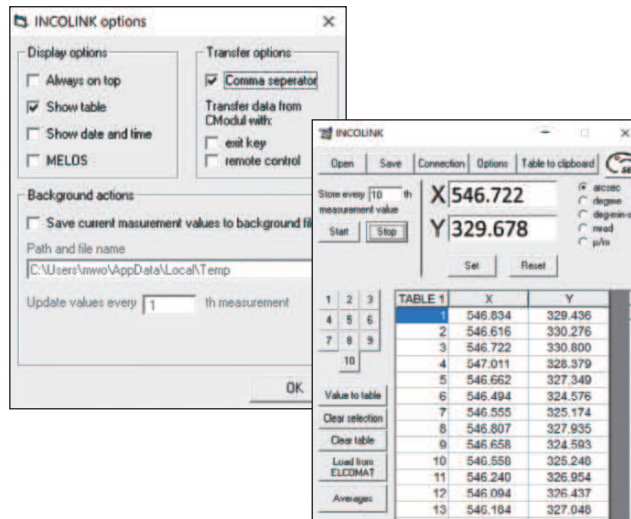 INCOLINK options
Display options
Always on top
Show table
Show date and time
MELOS
Transfer options
Comma seperator
Transfer data from
CModul with:
exit key
remote control
Background actions
Save current masurement values to background
Path and file name
C:\Users\mwo\AppData\Local\Temp
Update values every 1 th measurement
OK
INCOLINK
Open Save Connection Options Table to clipboard
Store every 10 th
measurement value
Start Stop
X 546.722
Y 329.678
arcsec
degree
deg-min-s
mrad
µ/m
Set Reset
1 2 3
4 5 6
7 8 9
10
Value to table
Clear selection
Clear table
Load from
ELCOMAT
Averages
TABLE 1 X Y
1 546.834 329.436
2 546.616 330.276
3 546.722 330.800
4 547.011 328.379
5 546.662 327.349
6 546.494 324.576
7 546.555 325.174
8 546.807 327.935
9 546.658 324.593
10 546.558 325.248
11 546.240 326.954
12 546.094 326.437
13 546.184 327.048